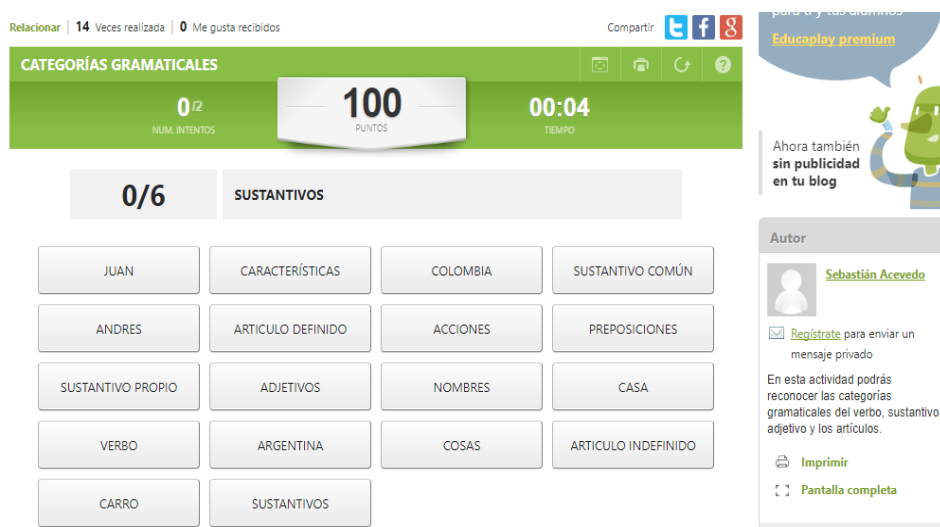 Relacionar | 14 Veces realizada | 0 Me gusta recibidos
Compartir
CATEGORÍAS GRAMATICALES
0/2
NUM. INTENTOS
100
PUNTOS
00:04
TIEMPO
0/6
SUSTANTIVOS
JUAN
CARACTERÍSTICAS
COLOMBIA
SUSTANTIVO COMÚN
ANDRES
ARTICULO DEFINIDO
ACCIONES
PREPOSICIONES
SUSTANTIVO PROPIO
ADJETIVOS
NOMBRES
CASA
VERBO
ARGENTINA
COSAS
ARTICULO INDEFINIDO
CARRO
SUSTANTIVOS
para ti y tus alumnos
Educaplay premium
Ahora también
sin publicidad
en tu blog
Autor
Sebastián Acevedo
Regístrate para enviar un
mensaje privado
En esta actividad podrás
reconocer las categorías
gramaticales del verbo, sustantivo
adjetivo y los artículos.
Imprimir
Pantalla completa